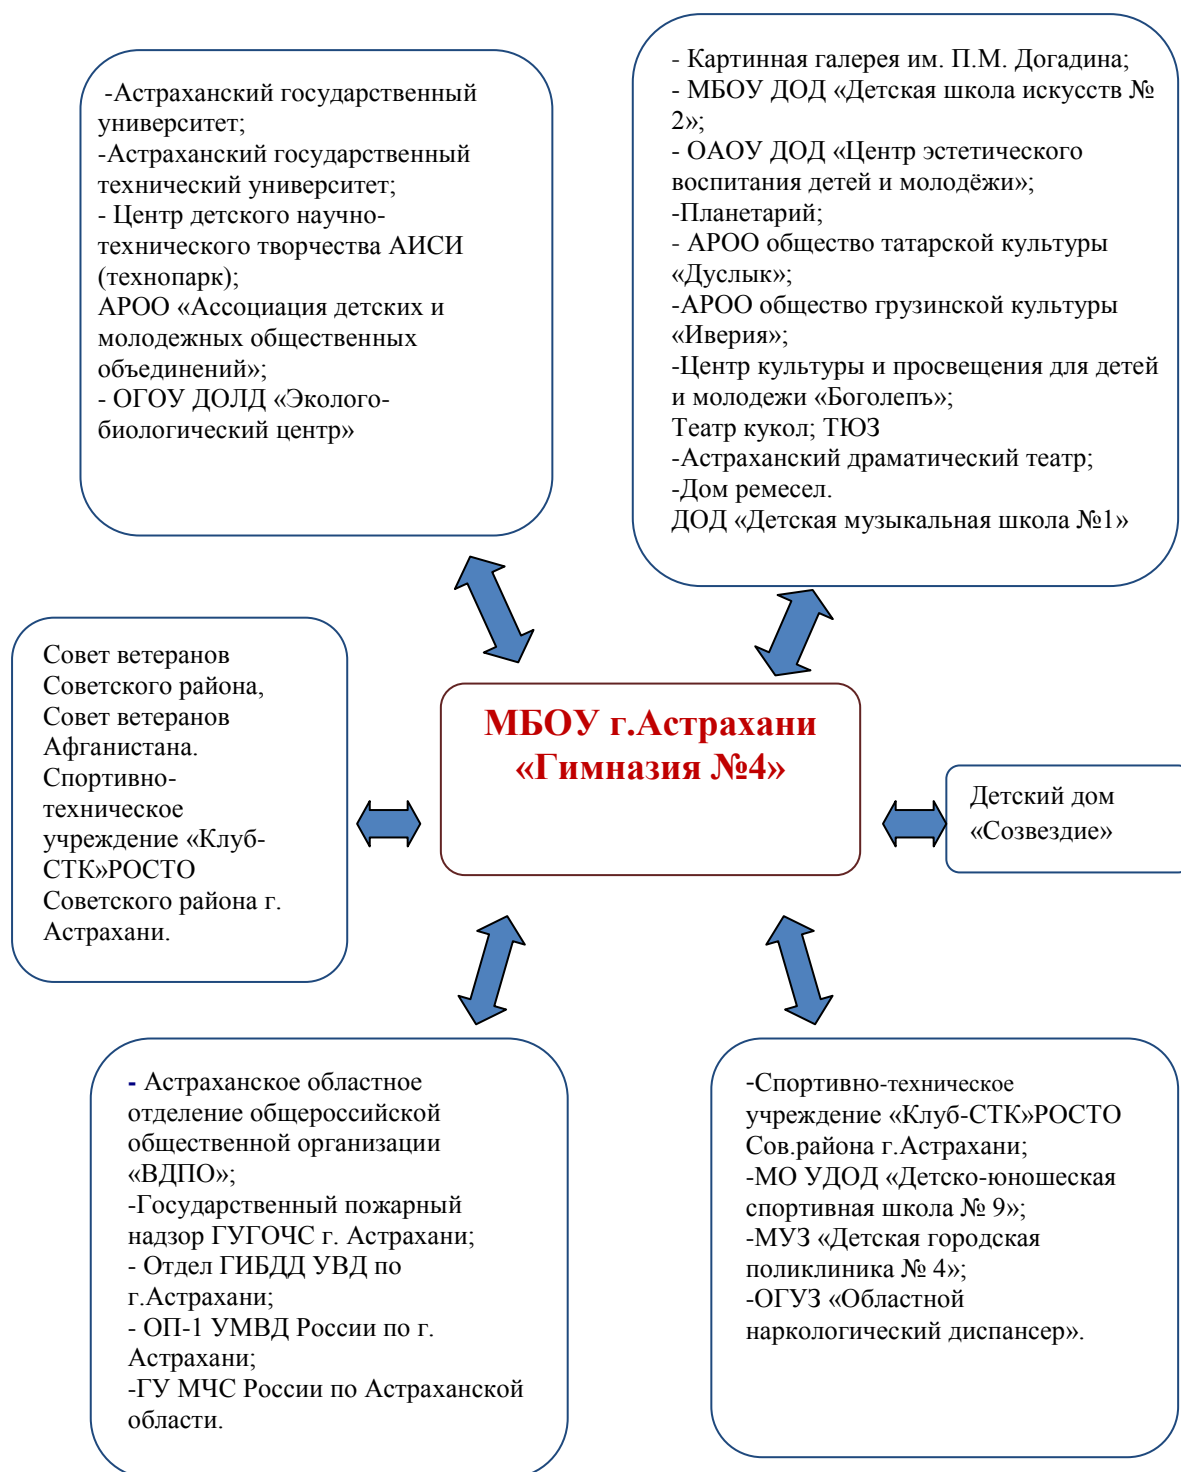 -Астраханский государственный
университет;
-Астраханский государственный
технический университет;
- Центр детского научно-
технического творчества АИСИ
(технопарк);
АРОО «Ассоциация детских и
молодежных общественных
объединений»;
- ОГОУ ДОЛД «Эколого-
биологический центр»
- Картинная галерея им. П.М. Догадина;
- МБОУ ДОД «Детская школа искусств №
2»;
- ОАОУ ДОД «Центр эстетического
воспитания детей и молодёжи»;
-Планетарий;
- АРОО общество татарской культуры
«Дуслык»;
-АРОО общество грузинской культуры
«Иверия»;
-Центр культуры и просвещения для детей
и молодежи «Боголепъ»;
Театр кукол; ТЮЗ
-Астраханский драматический театр;
-Дом ремесел.
ДОД «Детская музыкальная школа №1»
Совет ветеранов
Советского района,
Совет ветеранов
Афганистана.
Спортивно-
техническое
учреждение «Клуб-
СТК»РОСТО
Советского района г.
Астрахани.
МБОУ г.Астрахани
«Гимназия №4»
Детский дом
«Созвездие»
- Астраханское областное
отделение общероссийской
общественной организации
«ВДПО»;
-Государственный пожарный
надзор ГУГОЧС г. Астрахани;
- Отдел ГИБДД УВД по
г.Астрахани;
- ОП-1 УМВД России по г.
Астрахани;
-ГУ МЧС России по Астраханской
области.
-Спортивно-техническое
учреждение «Клуб-СТК»РОСТО
Сов.района г.Астрахани;
-МО УДОД «Детско-юношеская
спортивная школа № 9»;
-МУЗ «Детская городская
поликлиника № 4»;
-ОГУЗ «Областной
наркологический диспансер».